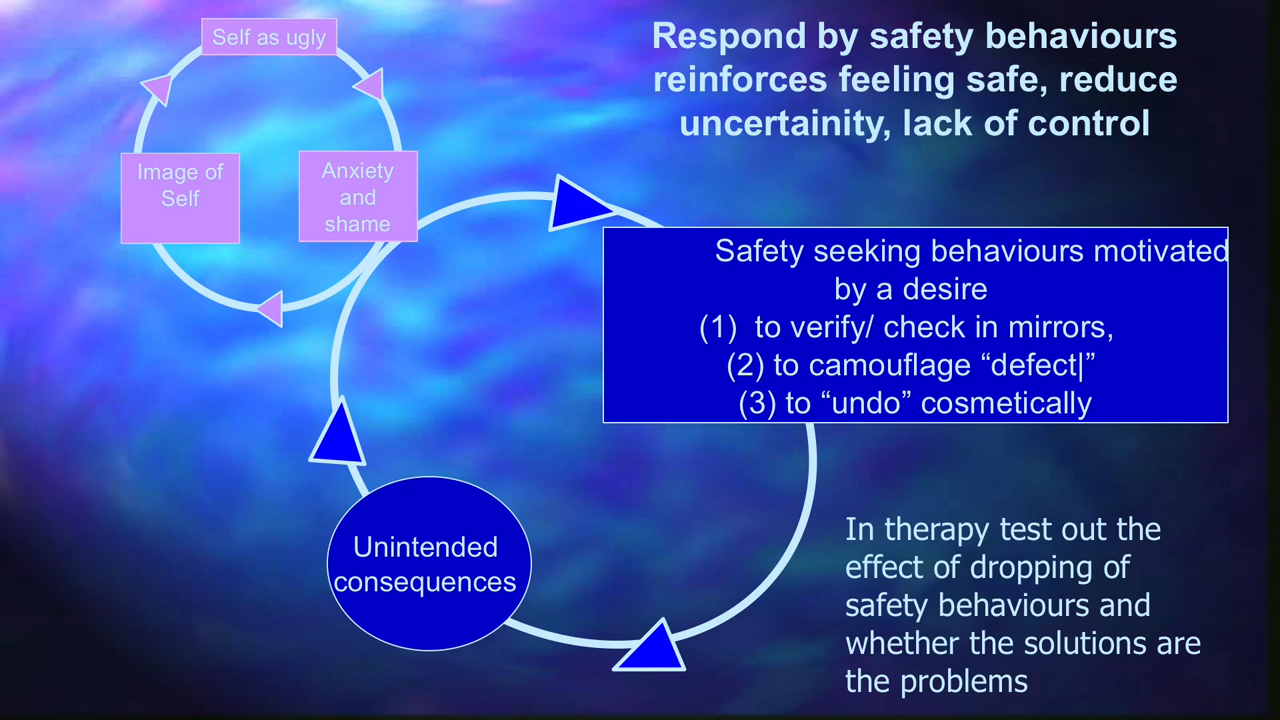 Self as ugly
Respond by safety behaviours
reinforces feeling safe, reduce
uncertainity, lack of control
Image of
Self
Anxiety
and
shame
Safety seeking behaviours motivated
by a desire
(1)  to verify/ check in mirrors,
(2) to camouflage “defect|”
(3) to “undo” cosmetically
Unintended
consequences
In therapy test out the
effect of dropping of
safety behaviours and
whether the solutions are
the problems